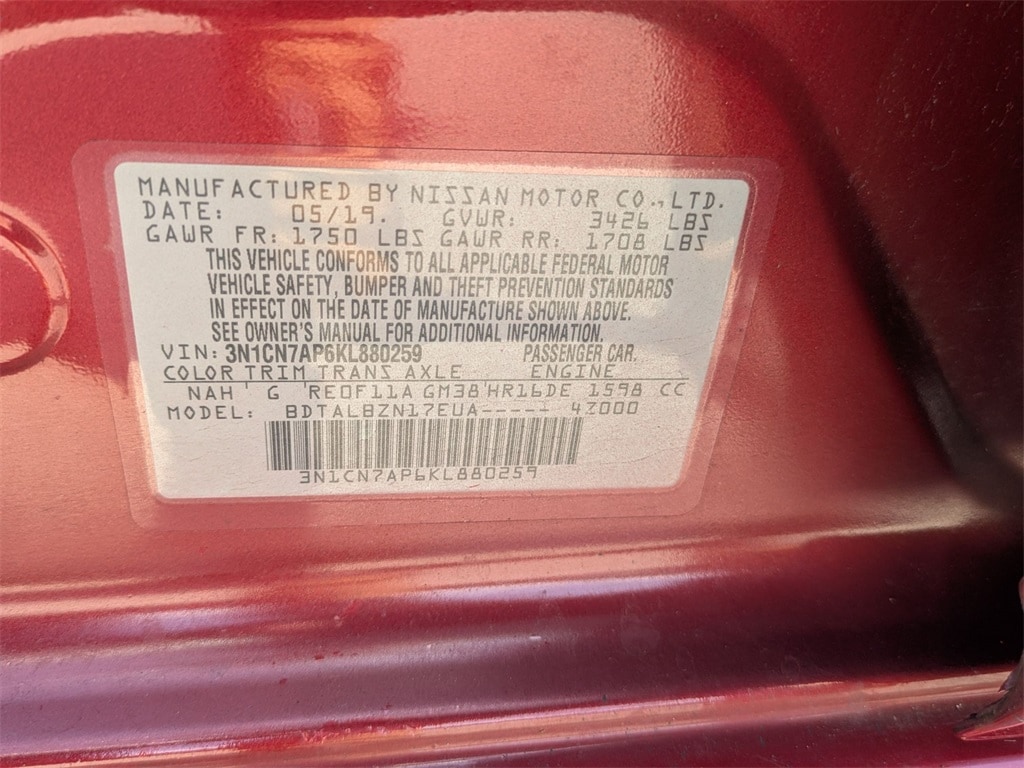 MANUFACTURED BY NISSAN MOTOR CO.,LTD.
DATE: 05/19. GVWR: 3426 LBS
GAWR FR: 1750 LBS GAWR RR: 1708 LBS
THIS VEHICLE CONFORMS TO ALL APPLICABLE FEDERAL MOTOR
VEHICLE SAFETY, BUMPER AND THEFT PREVENTION STANDARDS
IN EFFECT ON THE DATE OF MANUFACTURE SHOWN ABOVE.
SEE OWNER'S MANUAL FOR ADDITIONAL INFORMATION.
VIN: 3N1CN7AP6KL880259 PASSENGER CAR.
COLOR TRIM TRANS AXLE ENGINE
NAH ' G 'RE0F11A GM38'HR16DE 1598 CC
MODEL: BDTALBZN17EUA-----I 4Z000
3N1CN7AP6KL880259